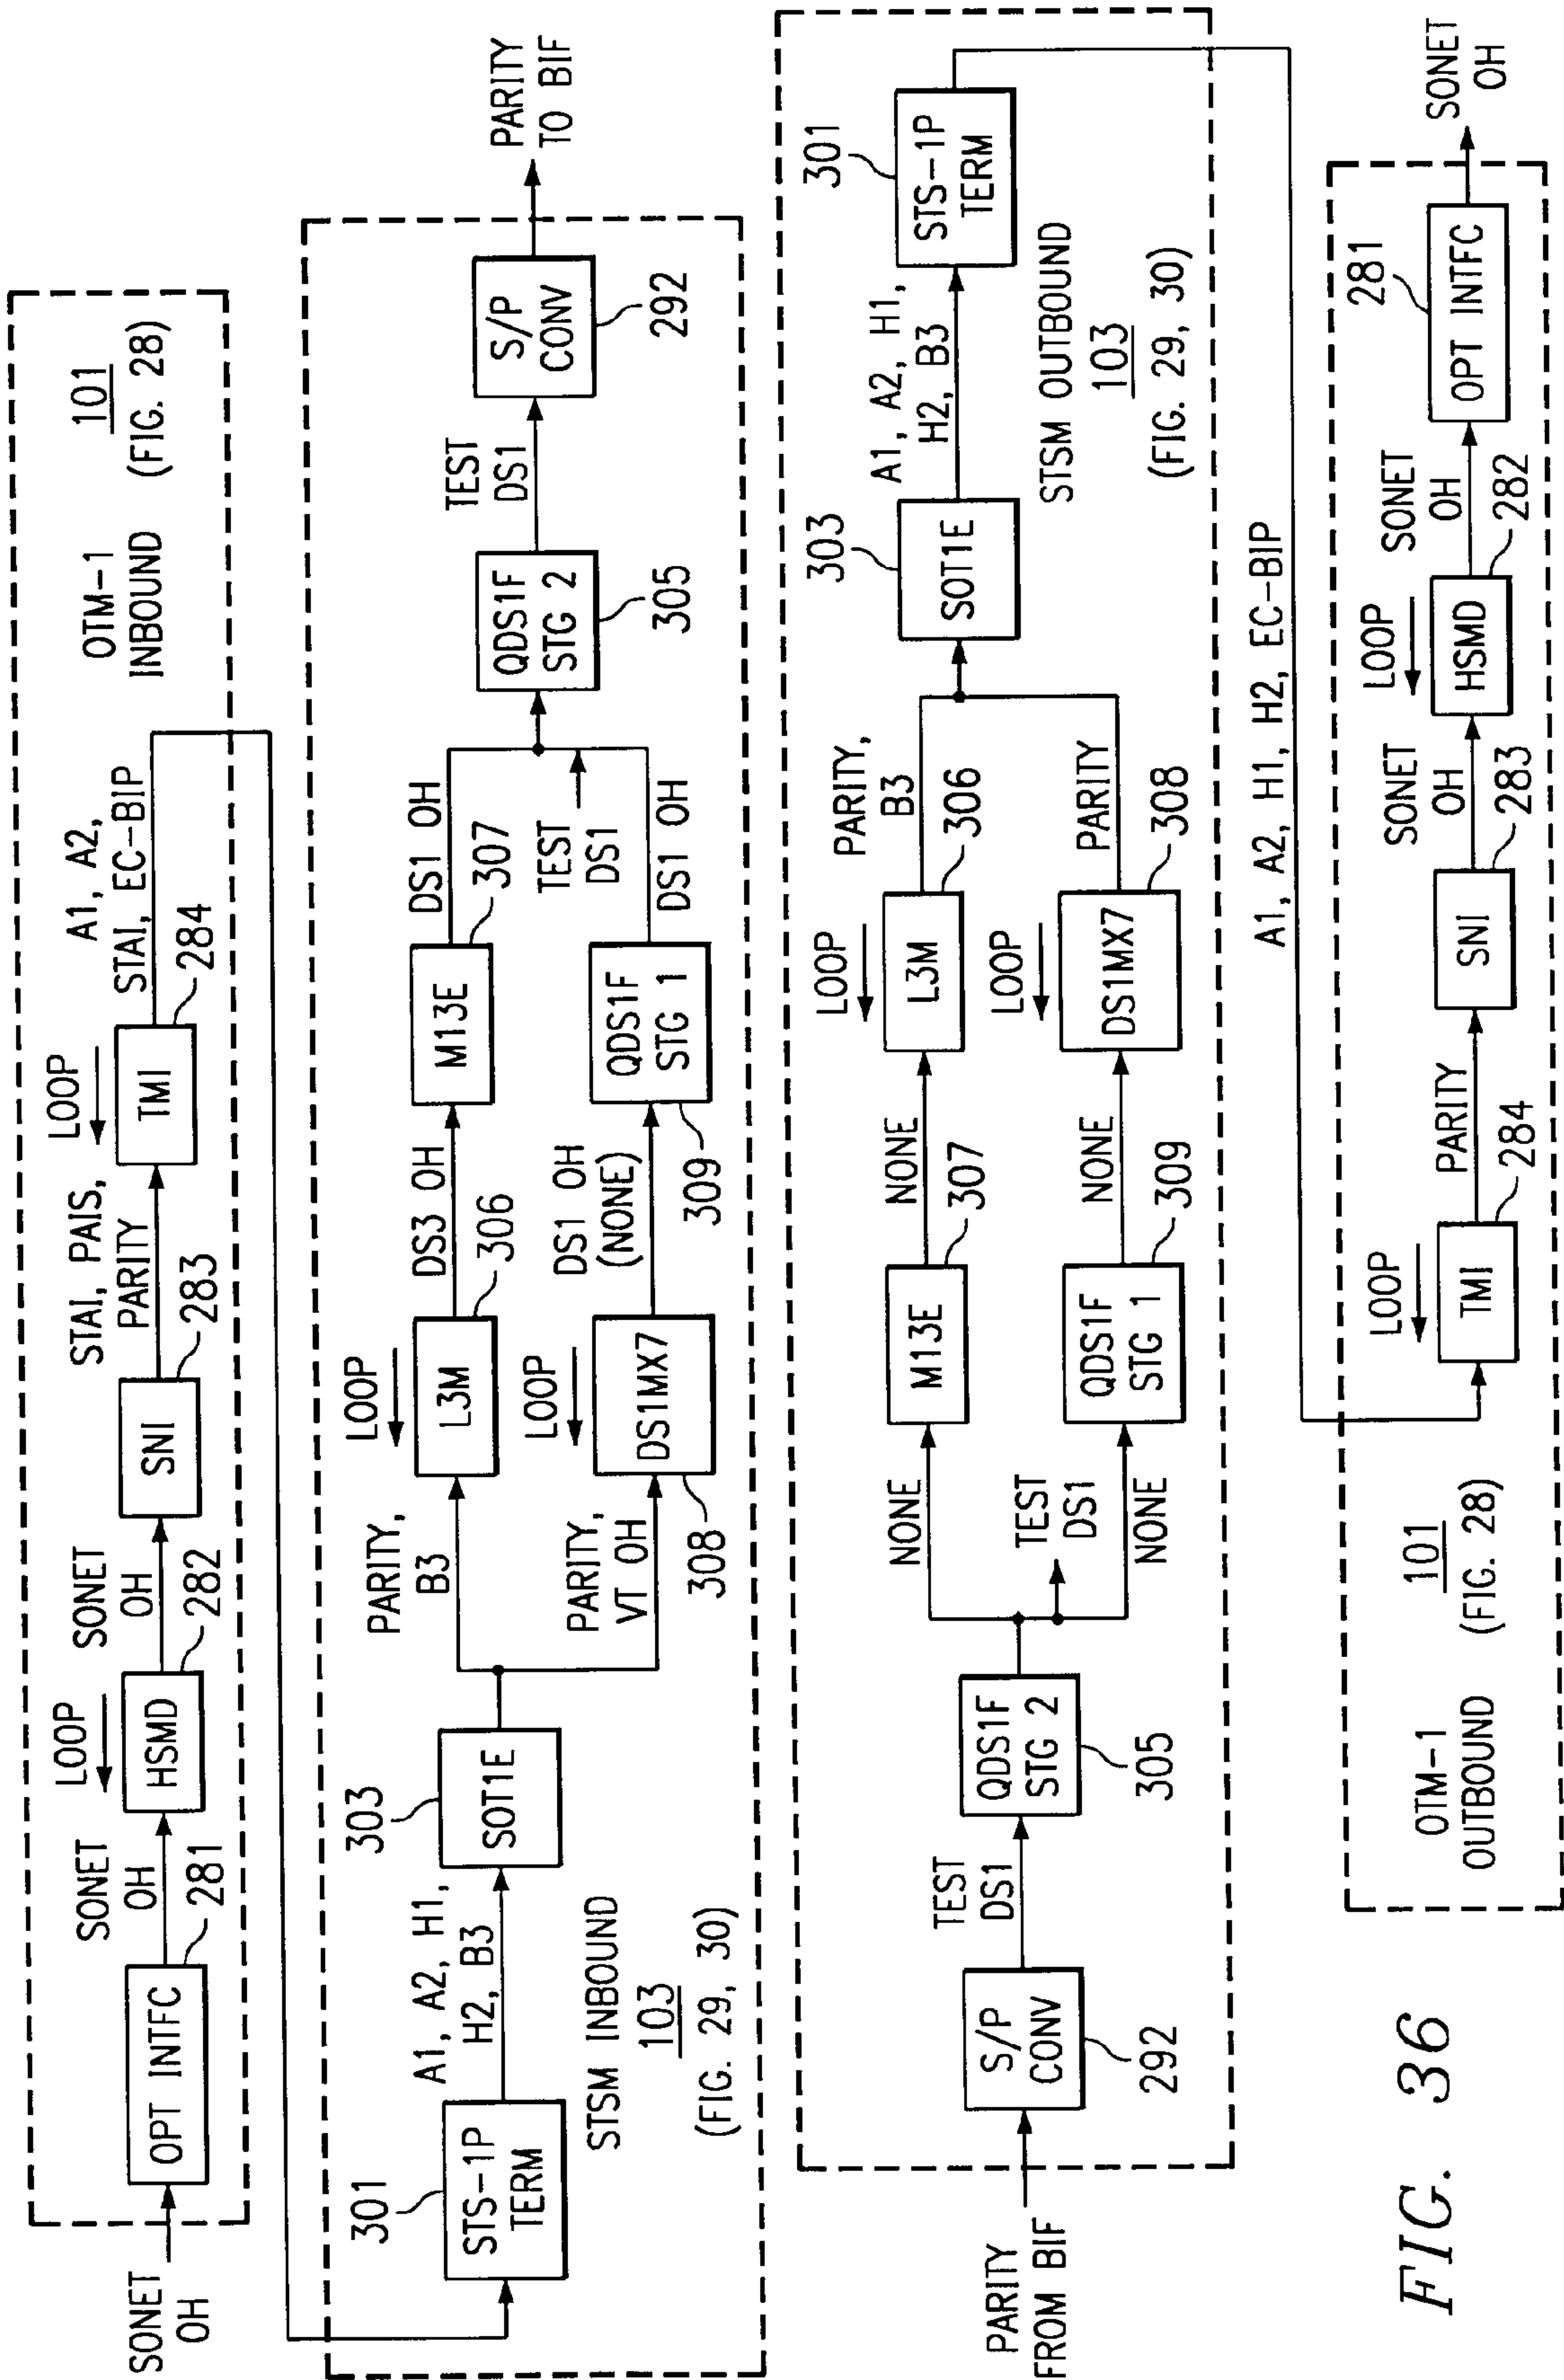 SONET
OH
OPT INTFC
281
SONET
OH
LOOP
HSMD
282
SONET
OH
SNI
283
STAI, PAIS,
PARITY
LOOP
TMI
284
A1, A2,
STAI, EC-BIP
OTM-1
INBOUND
101
(FIG. 28)
301
STS-1P
TERM
A1, A2, H1,
H2, B3
303
SOT1E
PARITY,
B3
LOOP
L3M
306
DS3 OH
M13E
307
DS1 OH
PARITY,
VT OH
LOOP
DS1MX7
308
DS1 OH
(NONE)
QDS1F
STG 1
309
DS1 OH
TEST
DS1
QDS1F
STG 2
305
TEST
DS1
S/P
CONV
292
PARITY
TO BIF
STSM INBOUND
103
(FIG. 29, 30)
PARITY
FROM BIF
S/P
CONV
292
TEST
DS1
QDS1F
STG 2
305
NONE
TEST
DS1
NONE
M13E
307
NONE
QDS1F
STG 1
309
NONE
LOOP
L3M
306
PARITY,
B3
LOOP
DS1MX7
308
PARITY
303
SOT1E
A1, A2, H1,
H2, B3
301
STS-1P
TERM
STSM OUTBOUND
103
(FIG. 29, 30)
A1, A2, H1, H2, EC-BIP
OTM-1
OUTBOUND
101
(FIG. 28)
LOOP
TMI
284
PARITY
SNI
283
SONET
OH
LOOP
HSMD
282
SONET
OH
281
OPT INTFC
SONET
OH
FIG. 36